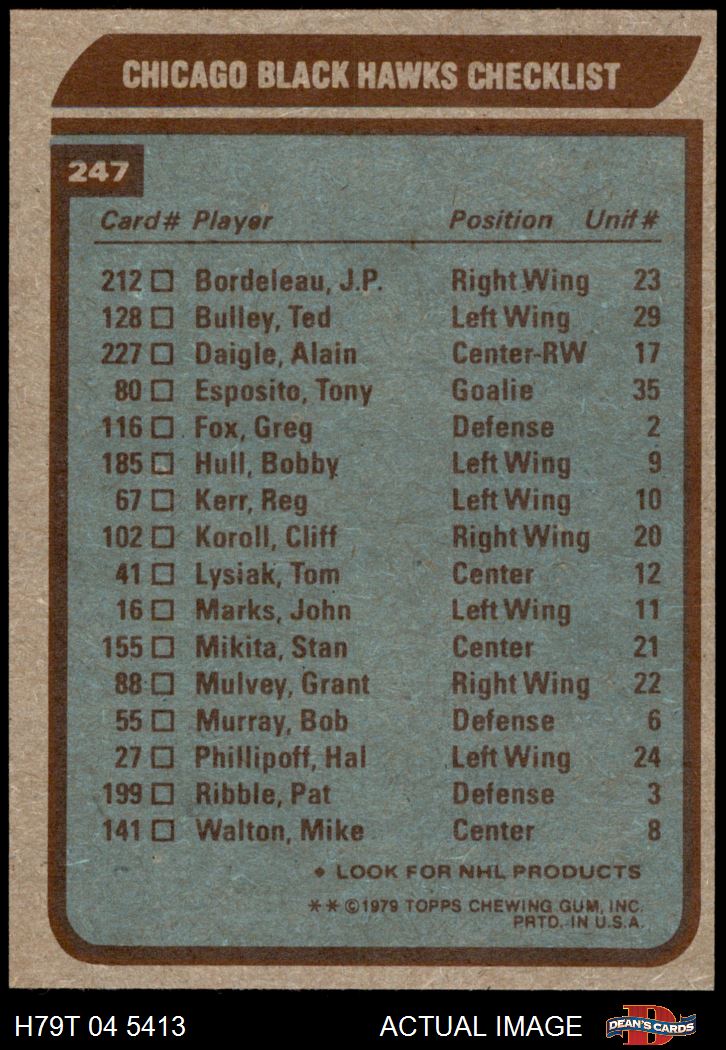 CHICAGO BLACK HAWKS CHECKLIST
247
Card# Player Position Unif#
212 Bordeleau, J.P. Right Wing 23
128 Bulley, Ted Left Wing 29
227 Daigle, Alain Center-RW 17
80 Esposito, Tony Goalie 35
116 Fox, Greg Defense 2
185 Hull, Bobby Left Wing 9
67 Kerr, Reg Left Wing 10
102 Koroll, Cliff Right Wing 20
41 Lysiak, Tom Center 12
16 Marks, John Left Wing 11
155 Mikita, Stan Center 21
88 Mulvey, Grant Right Wing 22
55 Murray, Bob Defense 6
27 Phillipoff, Hal Left Wing 24
199 Ribble, Pat Defense 3
141 Walton, Mike Center 8
• LOOK FOR NHL PRODUCTS
**©1979 TOPPS CHEWING GUM, INC.
PRTD. IN U.S.A.
H79T 04 5413 ACTUAL IMAGE D DEAN'S CARDS